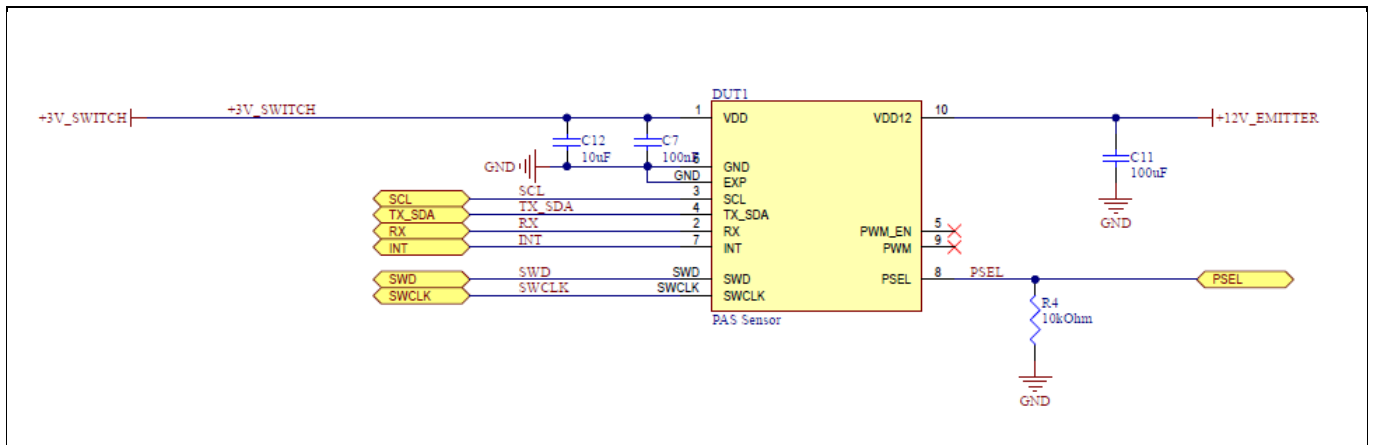 DUT1
+3V_SWITCH
+3V_SWITCH
1
VDD
VDD12
10
+12V_EMITTER
C12
10uF
C7
100nF
6
GND
GND
GND
EXP
C11
100uF
GND
SCL
SCL
3
SCL
TX_SDA
TX_SDA
4
TX_SDA
RX
RX
2
RX
PWM_EN
5
INT
INT
7
INT
PWM
9
SWD
SWD
SWD
SWD
PSEL
8
PSEL
PSEL
SWCLK
SWCLK
SWCLK
SWCLK
PAS Sensor
R4
10kOhm
GND